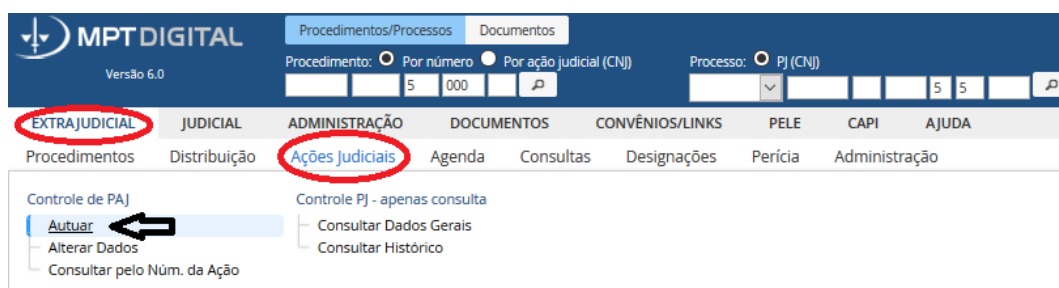 MPTDIGITAL
Versão 6.0
Procedimentos/Processos Documentos
Procedimento: Por número Por ação judicial (CNJ) Processo: PJ (CNJ)
5 000 5 5
EXTRAJUDICIAL JUDICIAL ADMINISTRAÇÃO DOCUMENTOS CONVÊNIOS/LINKS PELE CAPI AJUDA
Procedimentos Distribuição Ações Judiciais Agenda Consultas Designações Perícia Administração
Controle de PAJ Controle PJ - apenas consulta
Autuar Consultar Dados Gerais
Alterar Dados Consultar Histórico
Consultar pelo Núm. da Ação